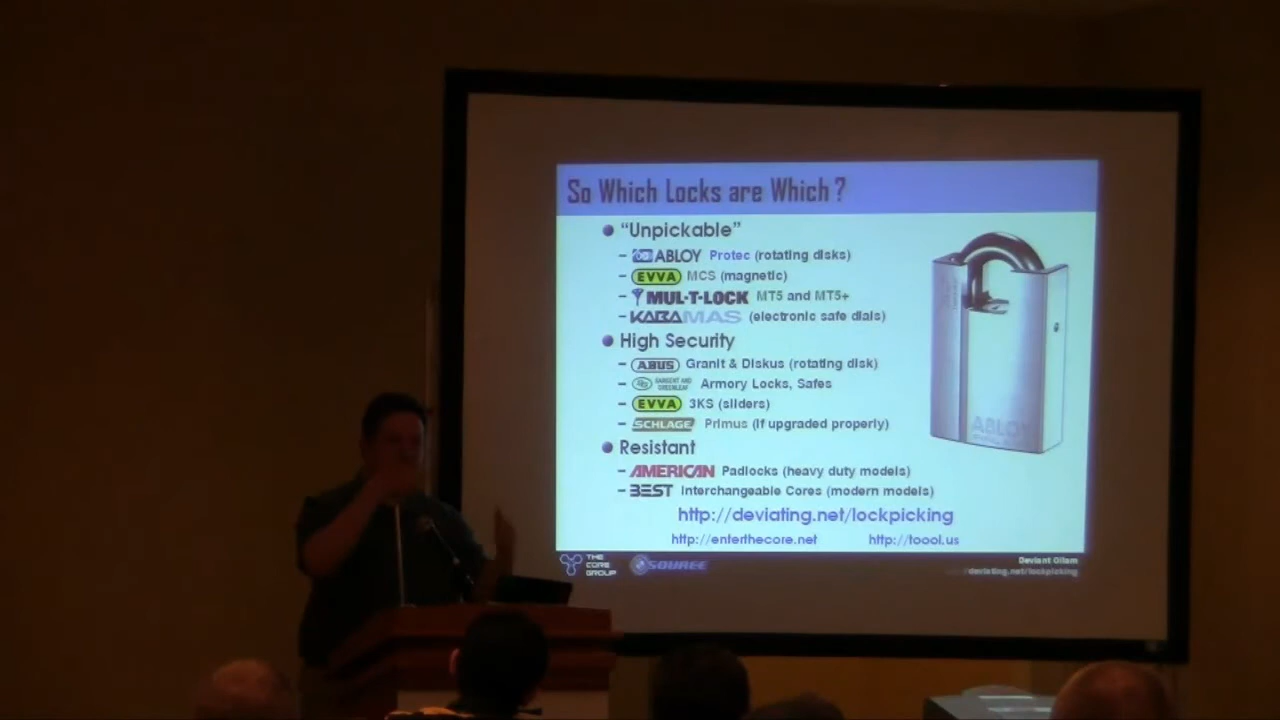 So Which Locks are Which?
"Unpickable"
– ABLOY Protec (rotating disks)
– EVVA MCS (magnetic)
– MUL-T-LOCK MT5 and MT5+
– KABA MAS (electronic safe dials)
High Security
– ABUS Granit & Diskus (rotating disk)
– SARGENT AND GREENLEAF Armory Locks, Safes
– EVVA 3KS (sliders)
– SCHLAGE Primus (if upgraded properly)
Resistant
– AMERICAN Padlocks (heavy duty models)
– BEST Interchangeable Cores (modern models)
http://deviating.net/lockpicking
http://enterthecore.net http://toool.us
ABLOY
THE
CORE
GROUP
SOURCE
Deviant Ollam
/deviating.net/lockpicking